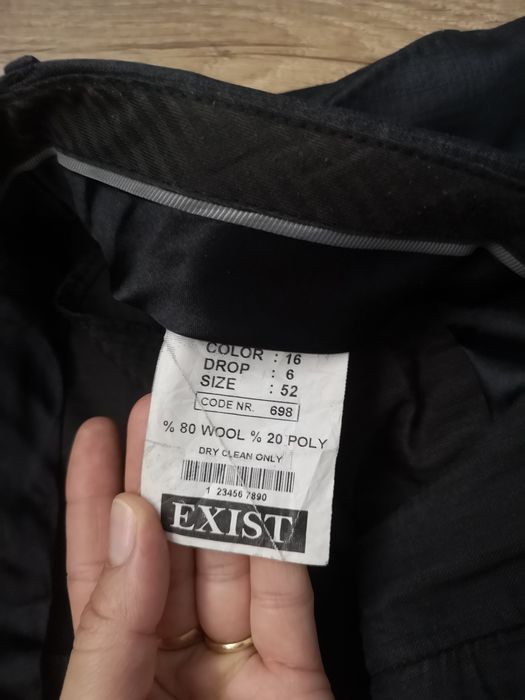 COLOR : 16
DROP : 6
SIZE : 52
CODE NR. 698
% 80 WOOL % 20 POLY
DRY CLEAN ONLY
1 23456 7890
EXIST